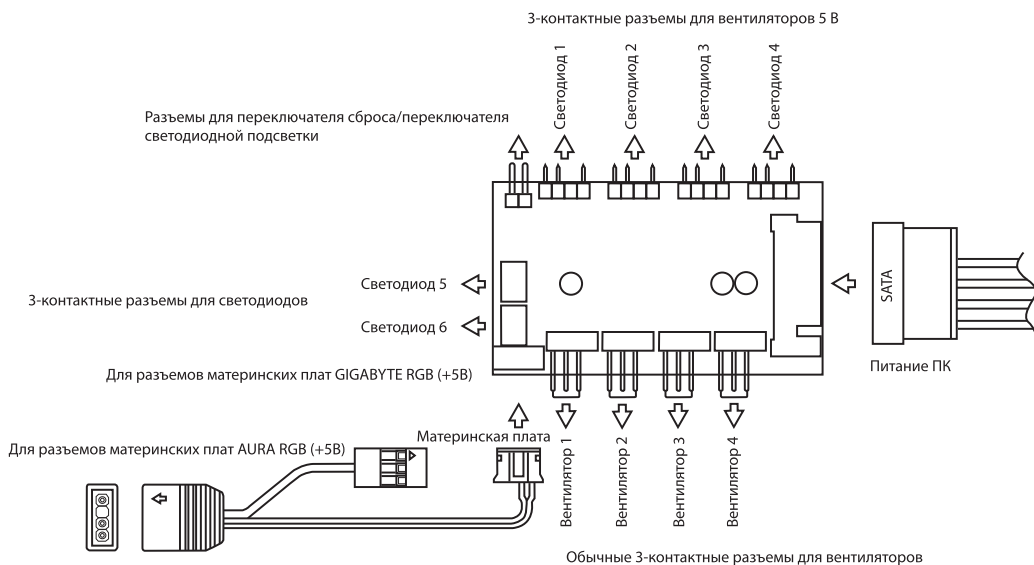 3-контактные разъемы для вентиляторов 5 В
Светодиод 1
Светодиод 2
Светодиод 3
Светодиод 4
Разъемы для переключателя сброса/переключателя
светодиодной подсветки
SATA
Светодиод 5
3-контактные разъемы для светодиодов
Светодиод 6
Питание ПК
Для разъемов материнских плат GIGABYTE RGB (+5В)
Материнская плата
Для разъемов материнских плат AURA RGB (+5В)
Вентилятор 1
Вентилятор 2
Вентилятор 3
Вентилятор 4
Обычные 3-контактные разъемы для вентиляторов